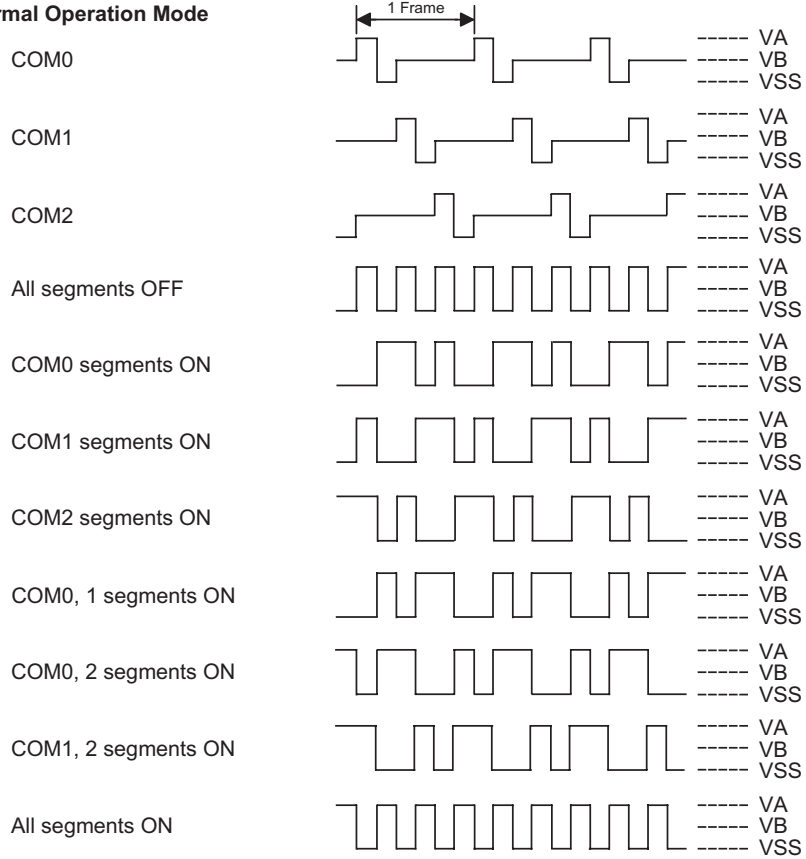 rmal Operation Mode
1 Frame
COM0
VA
VB
VSS
COM1
VA
VB
VSS
COM2
VA
VB
VSS
All segments OFF
VA
VB
VSS
COM0 segments ON
VA
VB
VSS
COM1 segments ON
VA
VB
VSS
COM2 segments ON
VA
VB
VSS
COM0, 1 segments ON
VA
VB
VSS
COM0, 2 segments ON
VA
VB
VSS
COM1, 2 segments ON
VA
VB
VSS
All segments ON
VA
VB
VSS